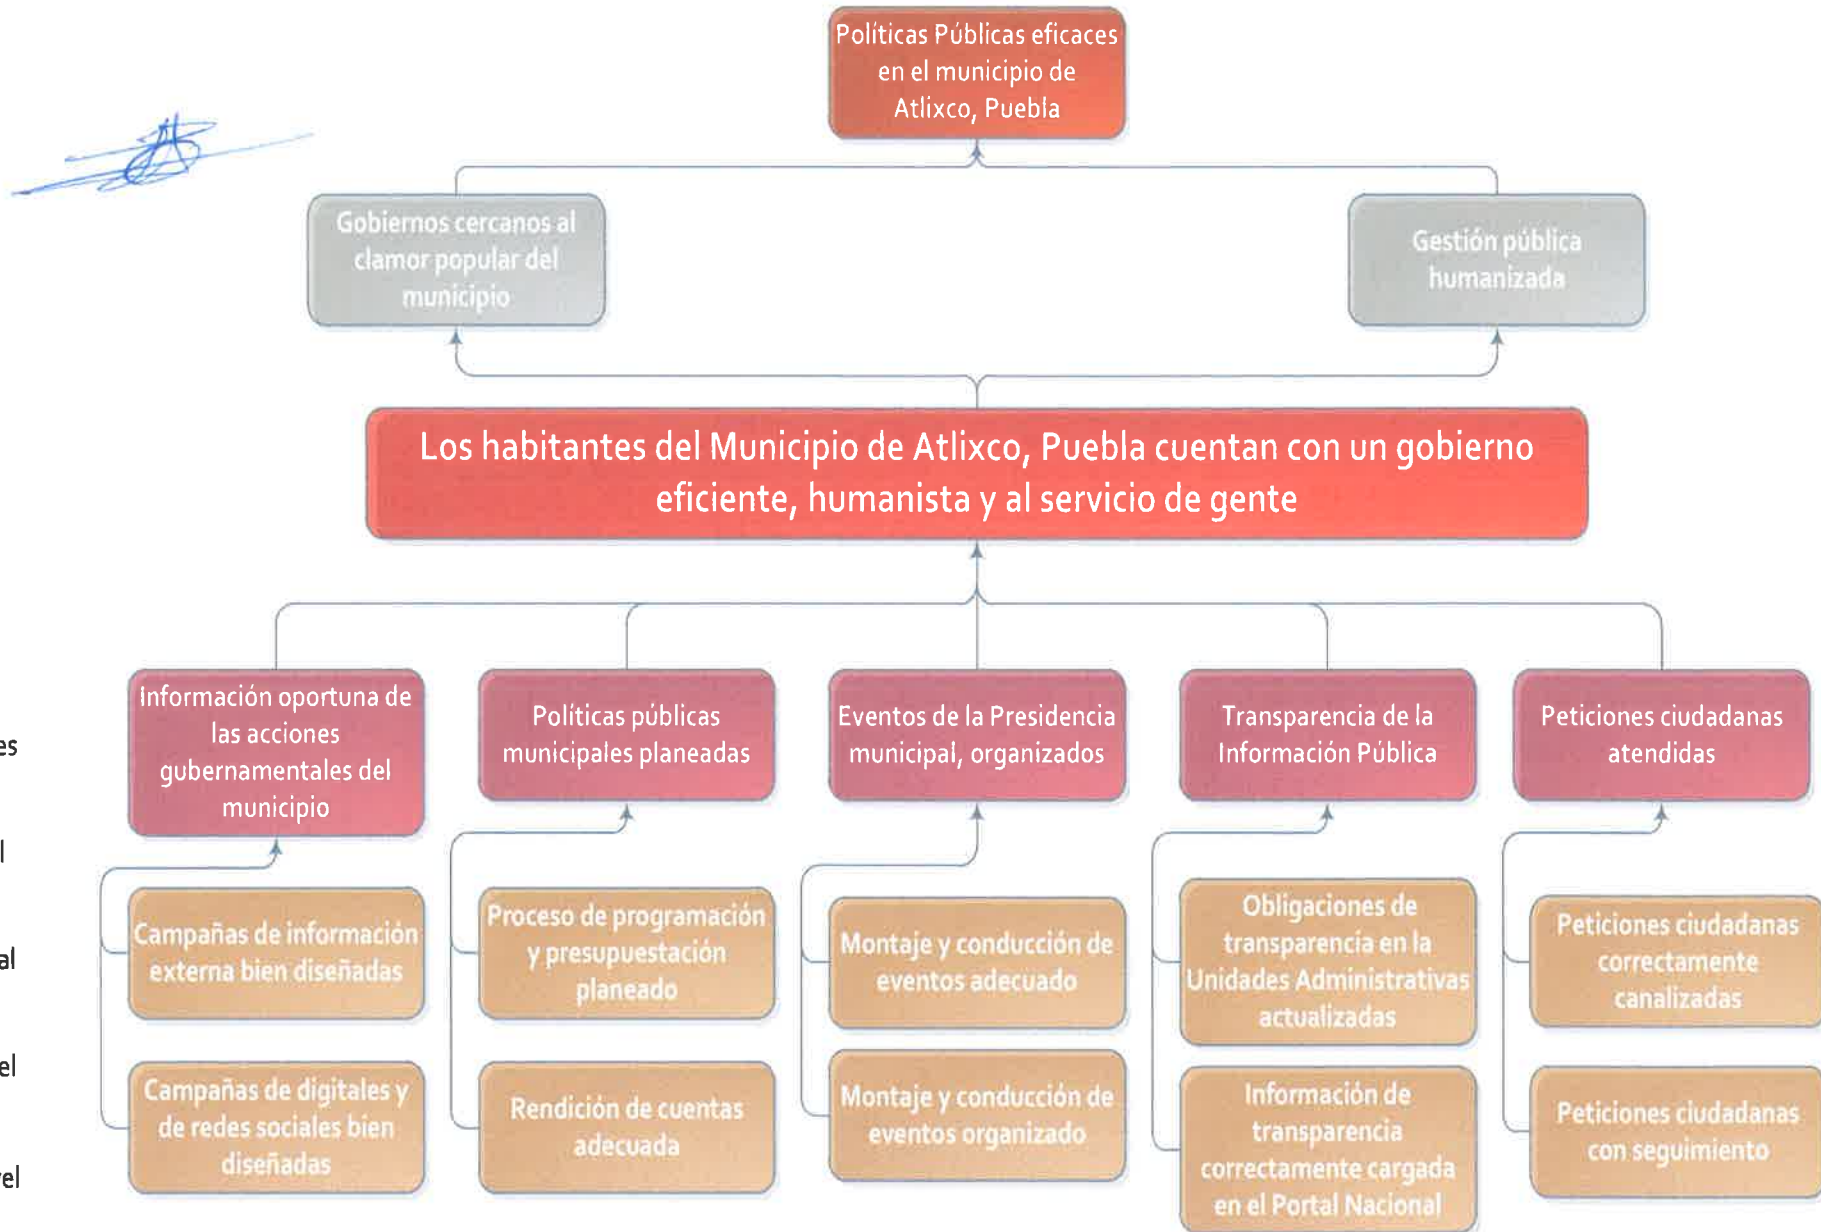 Políticas Públicas eficaces
en el municipio de
Atlixco, Puebla
Gobiernos cercanos al
clamor popular del
municipio
Gestión pública
humanizada
Los habitantes del Municipio de Atlixco, Puebla cuentan con un gobierno
eficiente, humanista y al servicio de gente
Información oportuna de
las acciones
gubernamentales del
municipio
Políticas públicas
municipales planeadas
Eventos de la Presidencia
municipal, organizados
Transparencia de la
Información Pública
Peticiones ciudadanas
atendidas
Campañas de información
externa bien diseñadas
Proceso de programación
y presupuestación
planeado
Montaje y conducción de
eventos adecuado
Obligaciones de
transparencia en la
Unidades Administrativas
actualizadas
Peticiones ciudadanas
correctamente
canalizadas
Campañas de digitales y
de redes sociales bien
diseñadas
Rendición de cuentas
adecuada
Montaje y conducción de
eventos organizado
Información de
transparencia
correctamente cargada
en el Portal Nacional
Peticiones ciudadanas
con seguimiento
es
l
al
el
el